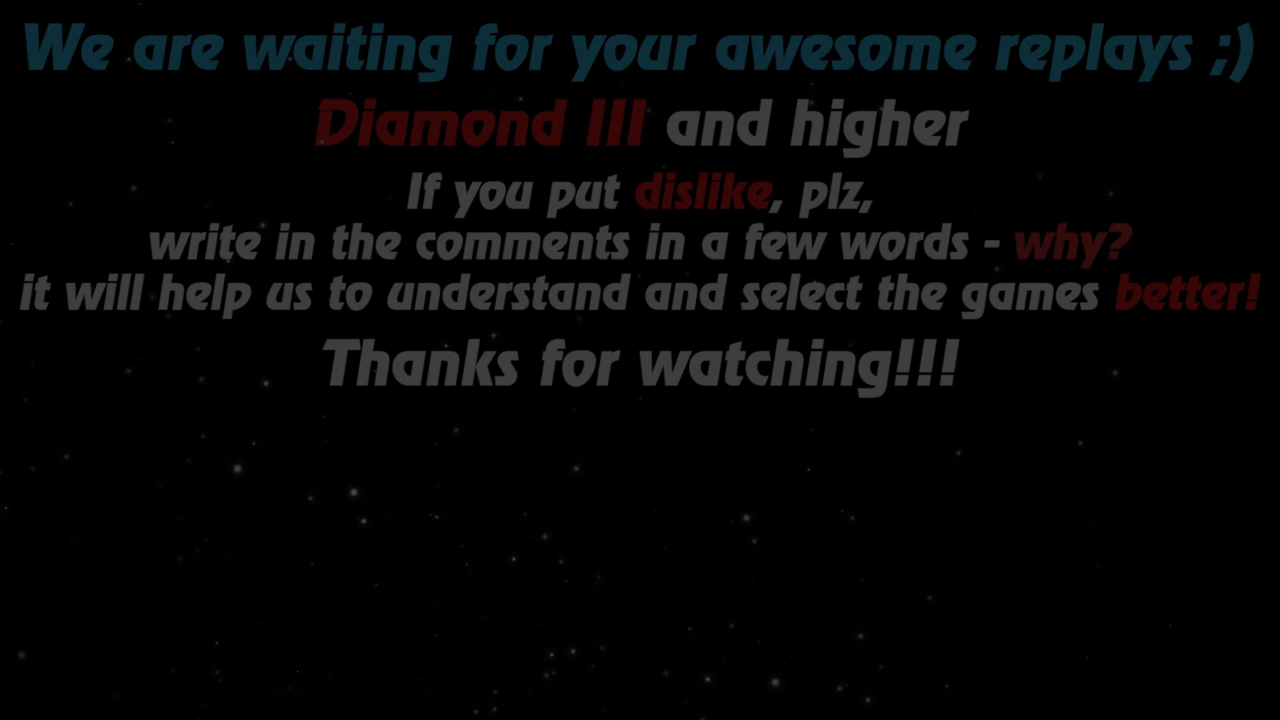 We are waiting for your awesome replays ;)
Diamond III and higher
If you put dislike, plz,
write in the comments in a few words - why?
it will help us to understand and select the games better!
Thanks for watching!!!